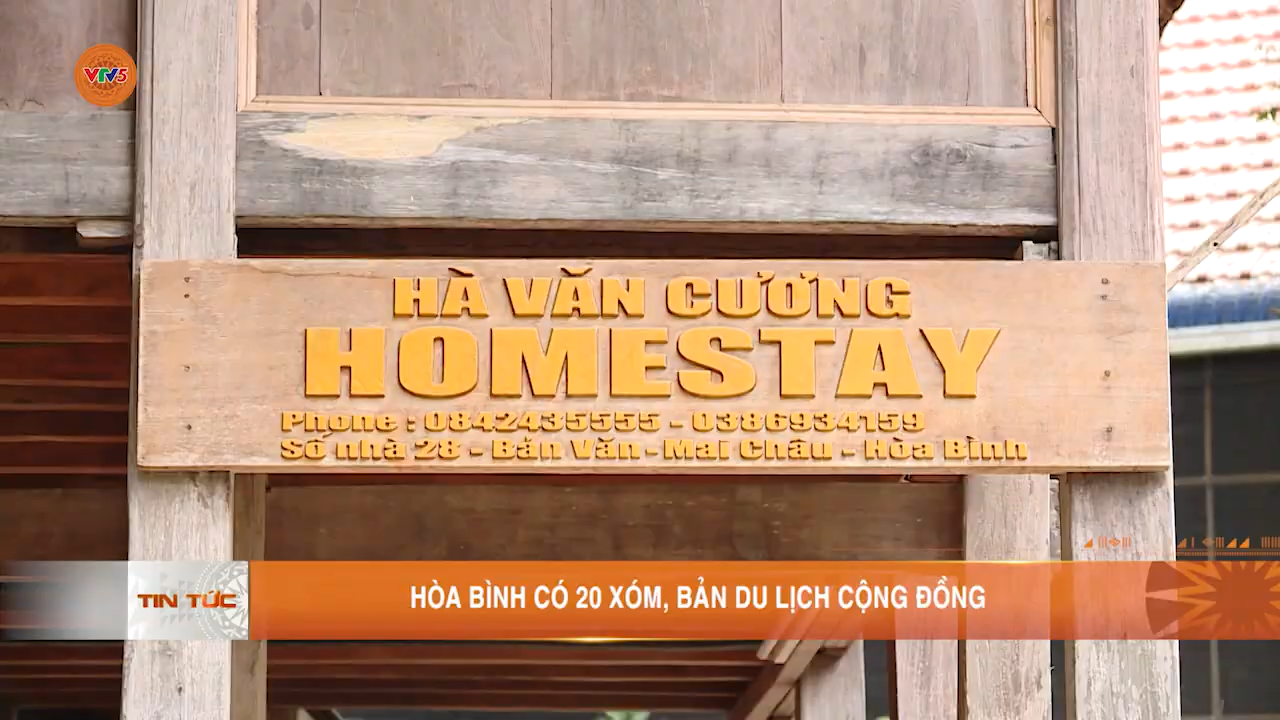 VTV5
HÀ VĂN CƯƠNG
HOMESTAY
Phone : 0842435555 - 0386934159
Số nhà 28 - Bản Văn - Mai Châu - Hòa Bình
TIN TỨC
HÒA BÌNH CÓ 20 XÓM, BẢN DU LỊCH CỘNG ĐỒNG